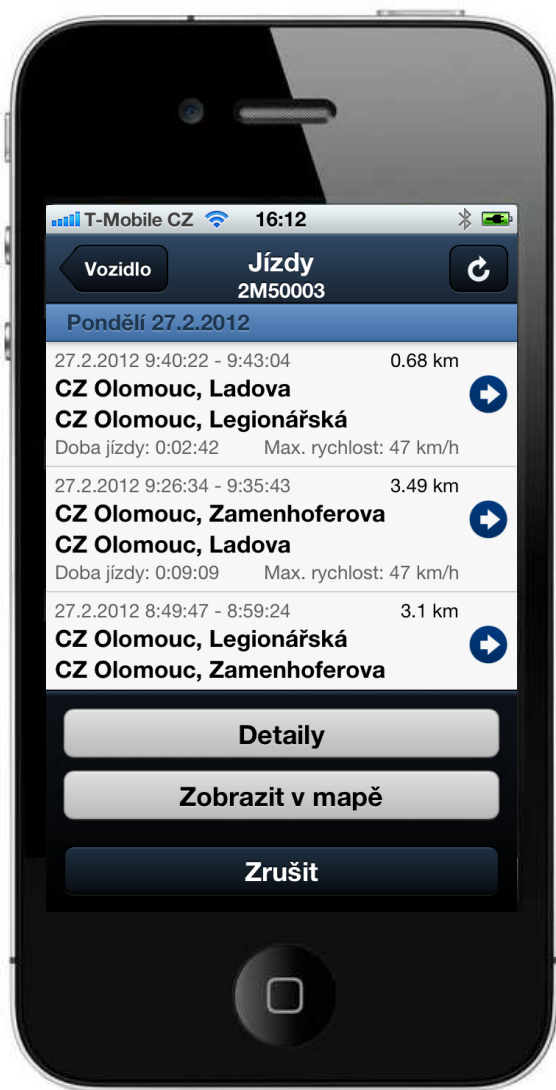 T-Mobile CZ 16:12
Vozidlo
Jízdy
2M50003
Pondělí 27.2.2012
27.2.2012 9:40:22 - 9:43:04 0.68 km
CZ Olomouc, Ladova
CZ Olomouc, Legionářská
Doba jízdy: 0:02:42 Max. rychlost: 47 km/h
27.2.2012 9:26:34 - 9:35:43 3.49 km
CZ Olomouc, Zamenhoferova
CZ Olomouc, Ladova
Doba jízdy: 0:09:09 Max. rychlost: 47 km/h
27.2.2012 8:49:47 - 8:59:24 3.1 km
CZ Olomouc, Legionářská
CZ Olomouc, Zamenhoferova
Detaily
Zobrazit v mapě
Zrušit